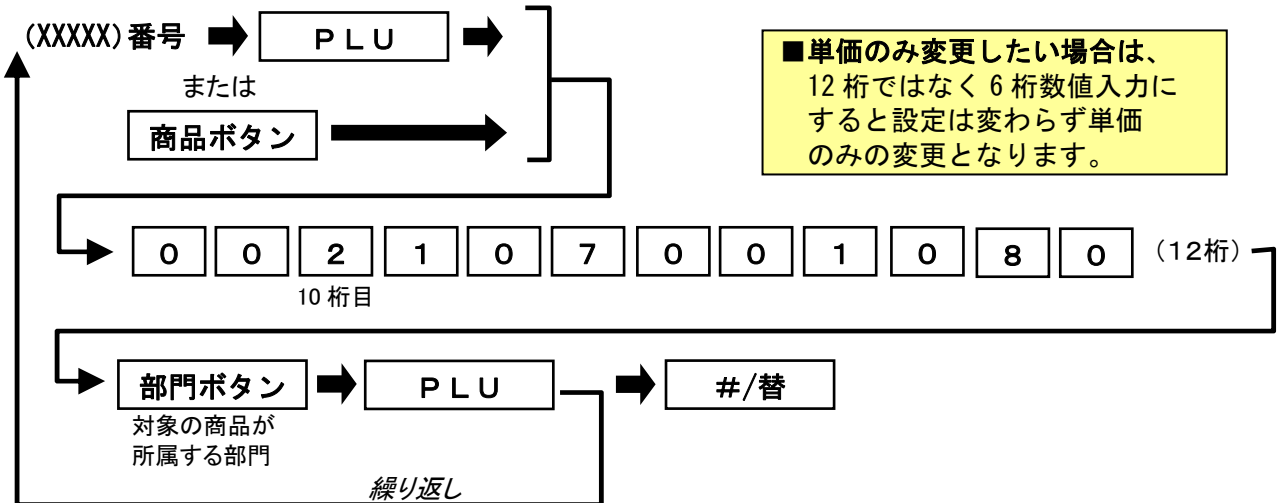 (XXXXX)番号 ＰＬＵ
または
商品ボタン
■単価のみ変更したい場合は、
12 桁ではなく 6 桁数値入力に
すると設定は変わらず単価
のみの変更となります。
０ ０ ２ １ ０ ７ ０ ０ １ ０ ８ ０ （12桁）
10 桁目
部門ボタン ＰＬＵ ＃/替
対象の商品が
所属する部門
繰り返し